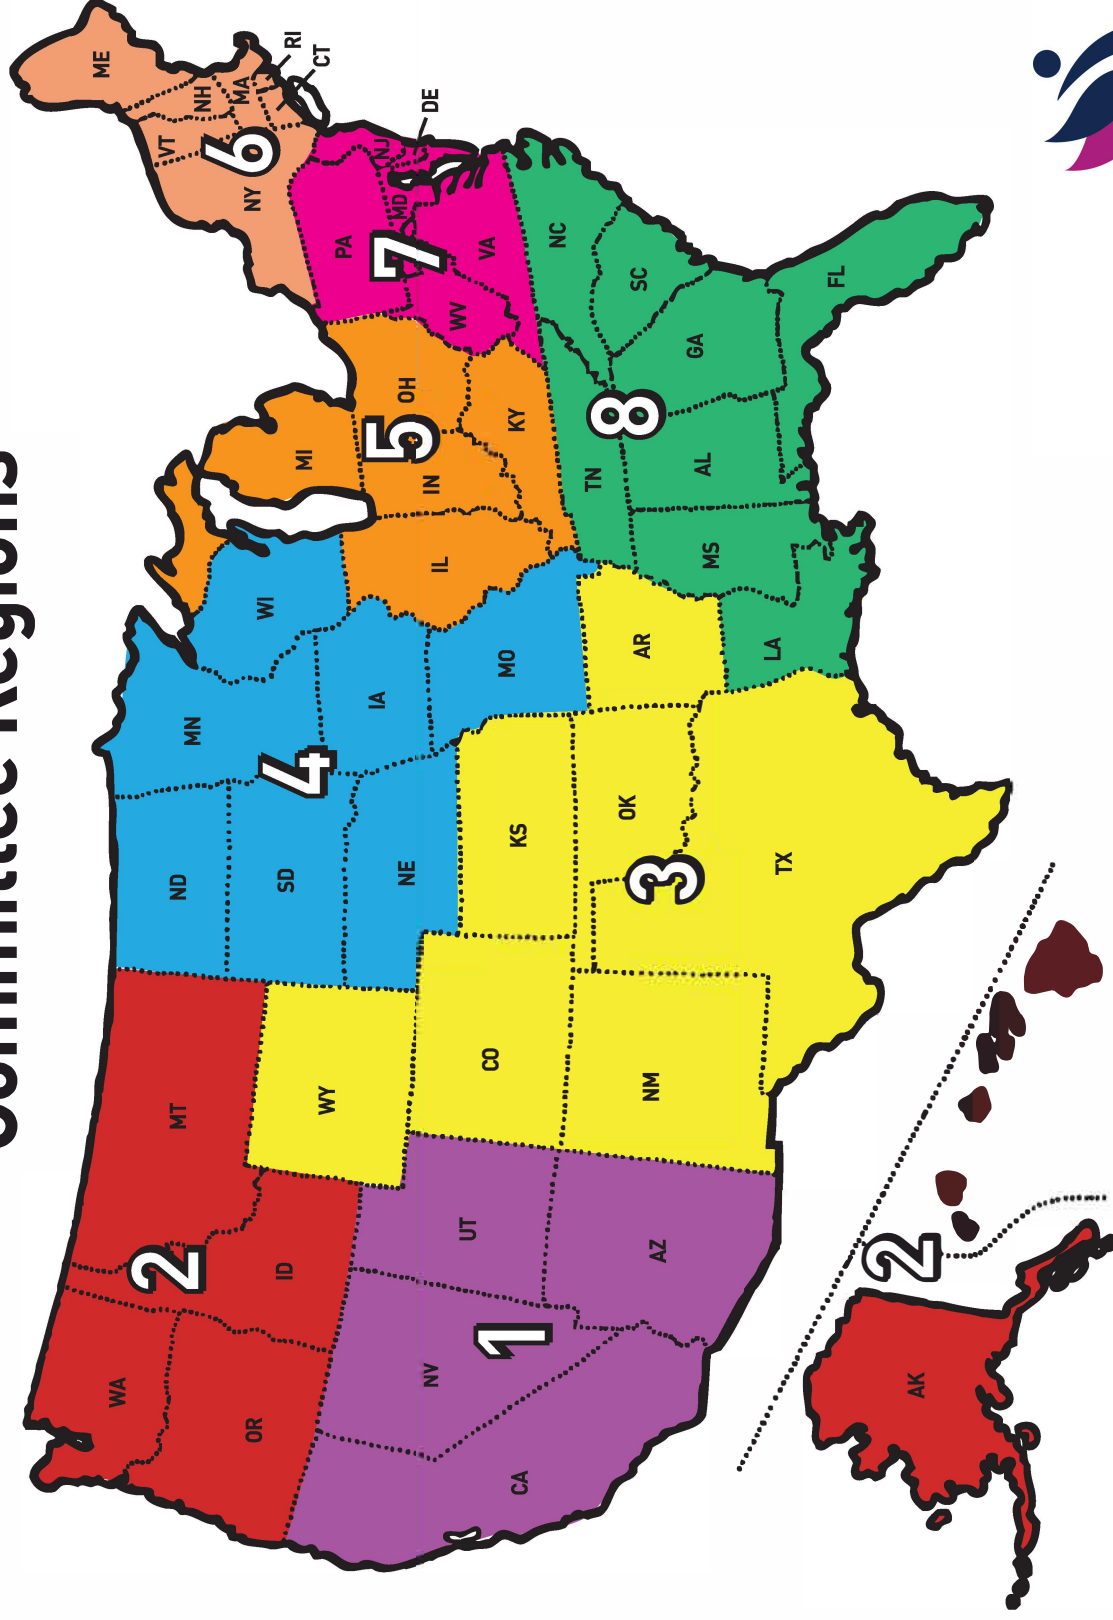 Committee Regions
WA
OR
MT
ID
2
WY
CA
NV
UT
AZ
1
CO
NM
KS
OK
TX
AR
3
ND
SD
NE
MN
IA
MO
WI
4
MI
IL
IN
OH
KY
5
ME
VT
NH
MA
RI
CT
NY
6
PA
NJ
DE
MD
WV
VA
7
NC
SC
TN
GA
AL
MS
LA
FL
8
AK
2